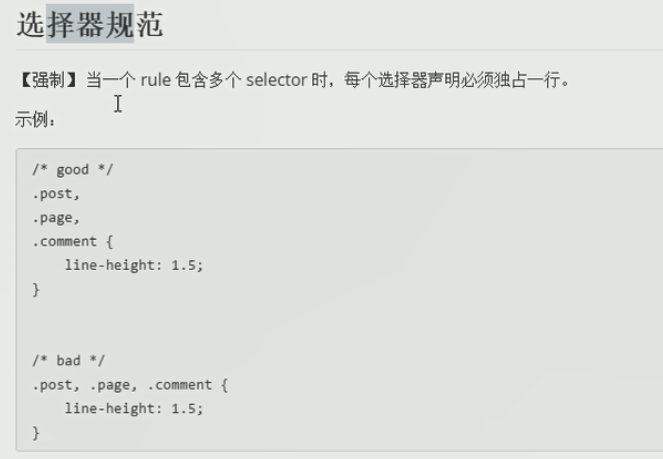 选择器规范
【强制】当一个 rule 包含多个 selector 时，每个选择器声明必须独占一行。
示例：
/* good */
.post,
.page,
.comment {
    line-height: 1.5;
}
/* bad */
.post, .page, .comment {
    line-height: 1.5;
}